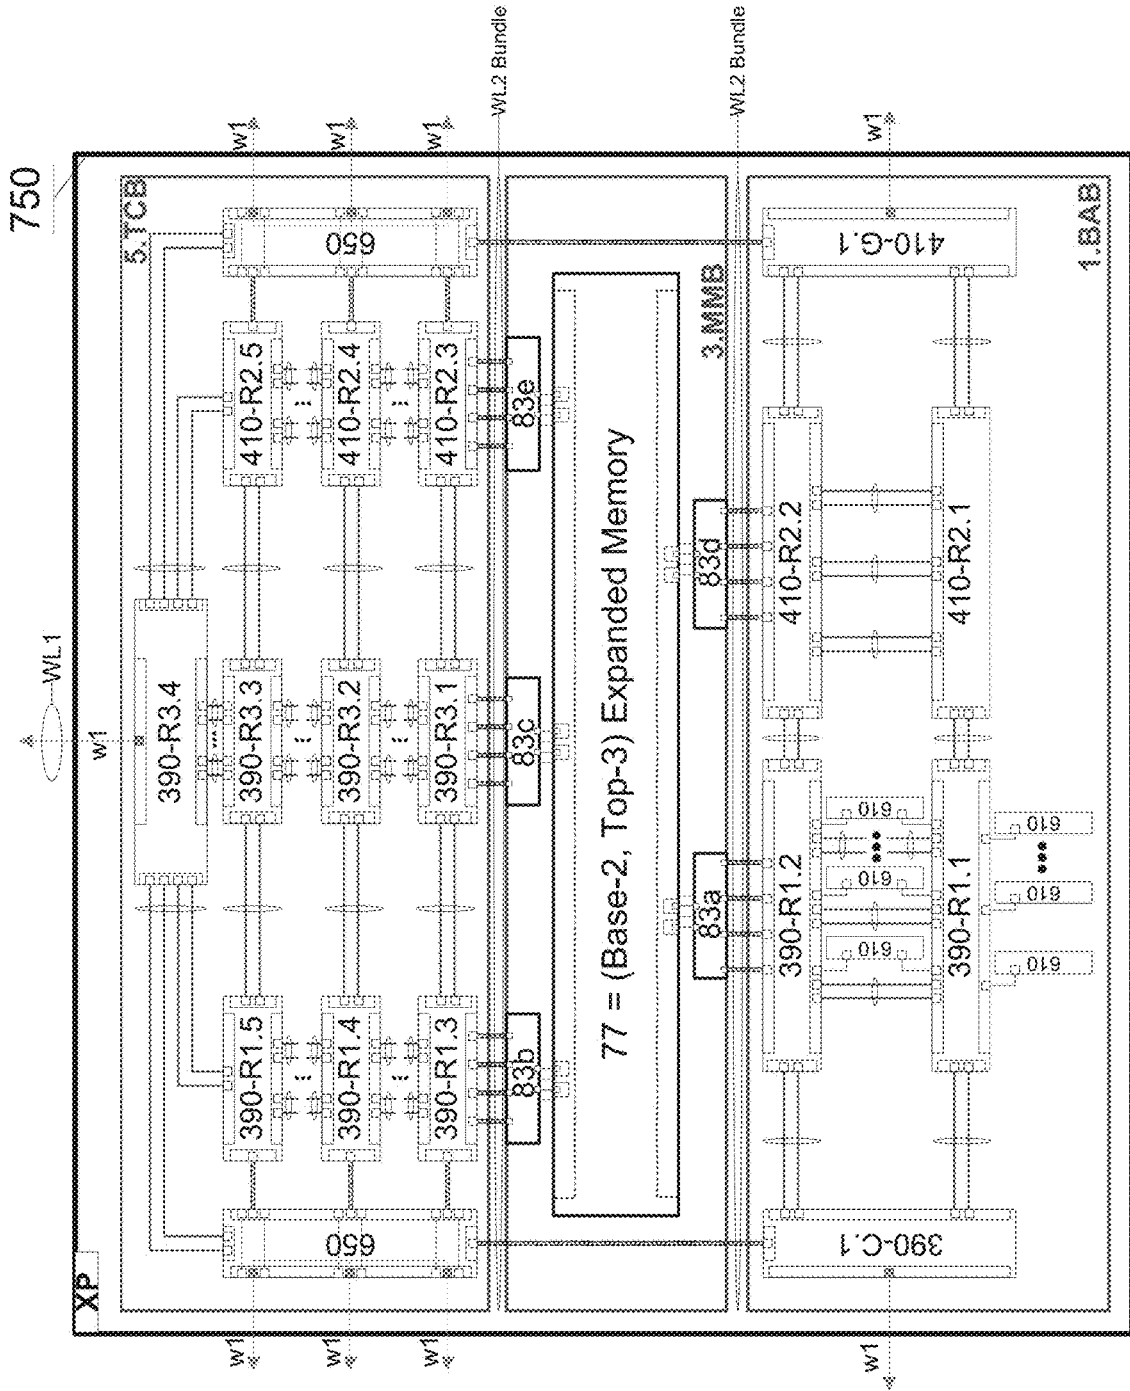 750
XP
5.TCB
3.MMB
1.BAB
WL1
w1
w1
w1
w1
w1
w1
w1
w1
w1
WL2 Bundle
WL2 Bundle
390-R3.4
650
390-R1.5
390-R3.3
410-R2.5
650
390-R1.4
390-R3.2
410-R2.4
390-R1.3
390-R3.1
410-R2.3
83b
83c
83e
77 = (Base-2, Top-3) Expanded Memory
83a
83d
390-C.1
390-R1.2
410-R2.2
410-G.1
610
610
610
390-R1.1
410-R2.1
610
610
610